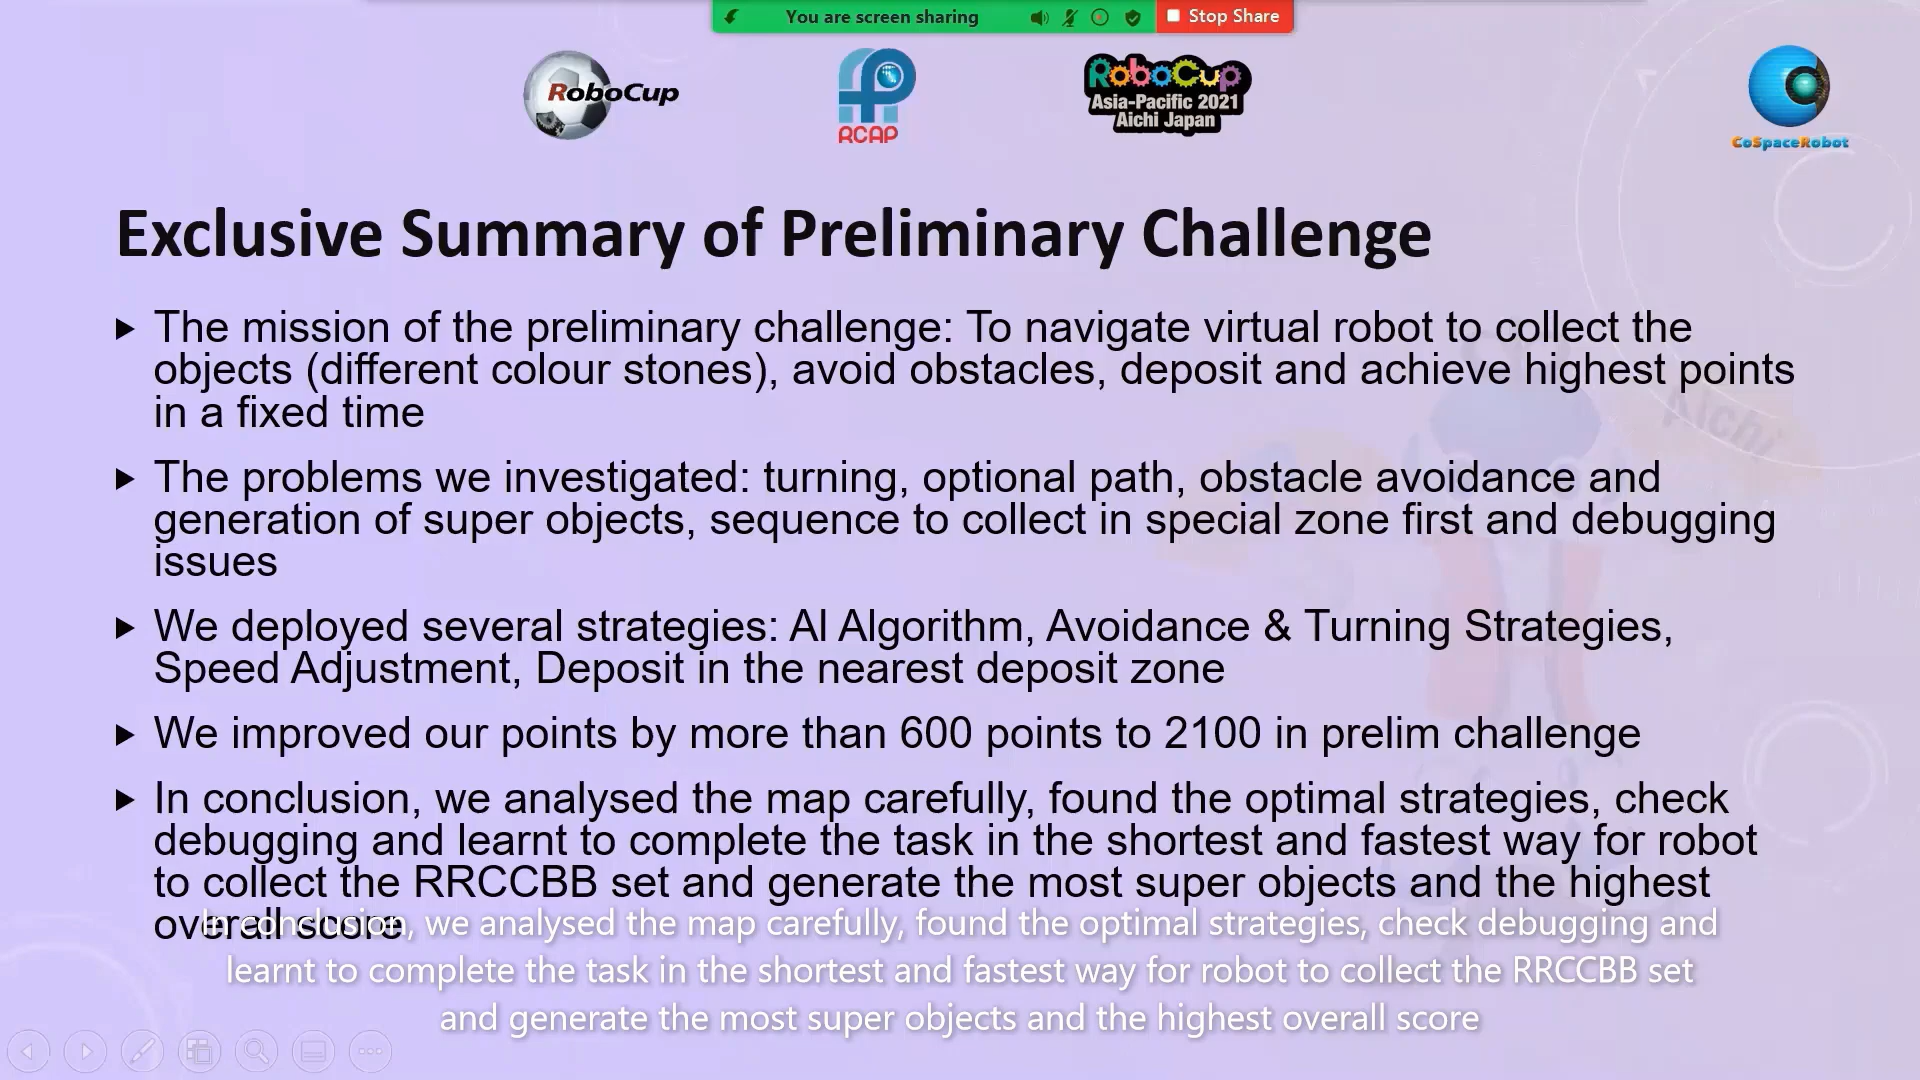 You are screen sharing
Stop Share
RoboCup
RCAP
RoboCup
Asia-Pacific 2021
Aichi Japan
CoSpaceRobot
Exclusive Summary of Preliminary Challenge
The mission of the preliminary challenge: To navigate virtual robot to collect the
objects (different colour stones), avoid obstacles, deposit and achieve highest points
in a fixed time
Aichi
The problems we investigated: turning, optional path, obstacle avoidance and
generation of super objects, sequence to collect in special zone first and debugging
issues
We deployed several strategies: AI Algorithm, Avoidance & Turning Strategies,
Speed Adjustment, Deposit in the nearest deposit zone
We improved our points by more than 600 points to 2100 in prelim challenge
In conclusion, we analysed the map carefully, found the optimal strategies, check
debugging and learnt to complete the task in the shortest and fastest way for robot
to collect the RRCCBB set and generate the most super objects and the highest
overall score
In conclusion, we analysed the map carefully, found the optimal strategies, check debugging and
learnt to complete the task in the shortest and fastest way for robot to collect the RRCCBB set
and generate the most super objects and the highest overall score